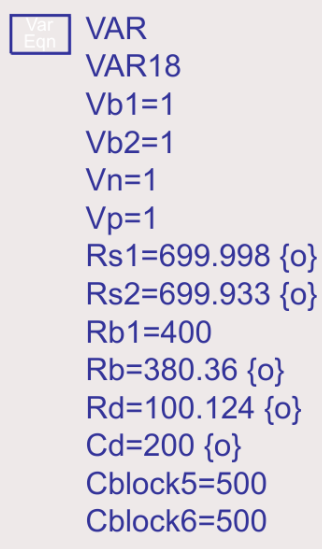 Var
Eqn
VAR
VAR18
Vb1=1
Vb2=1
Vn=1
Vp=1
Rs1=699.998 {o}
Rs2=699.933 {o}
Rb1=400
Rb=380.36 {o}
Rd=100.124 {o}
Cd=200 {o}
Cblock5=500
Cblock6=500